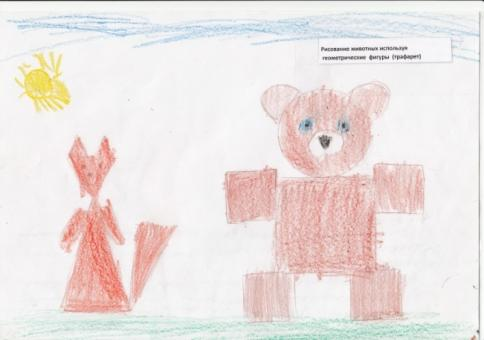 Рисование животных используя
геометрические фигуры (трафарет)